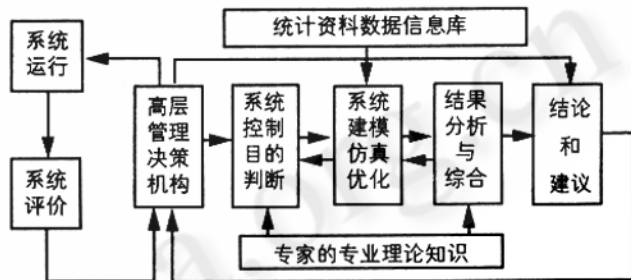 统计资料数据信息库
系统
运行
高层
管理
决策
机构
系统
控制
目的
判断
系统
建模
仿真
优化
结果
分析
与
综合
结论
和
建议
系统
评价
专家的专业理论知识